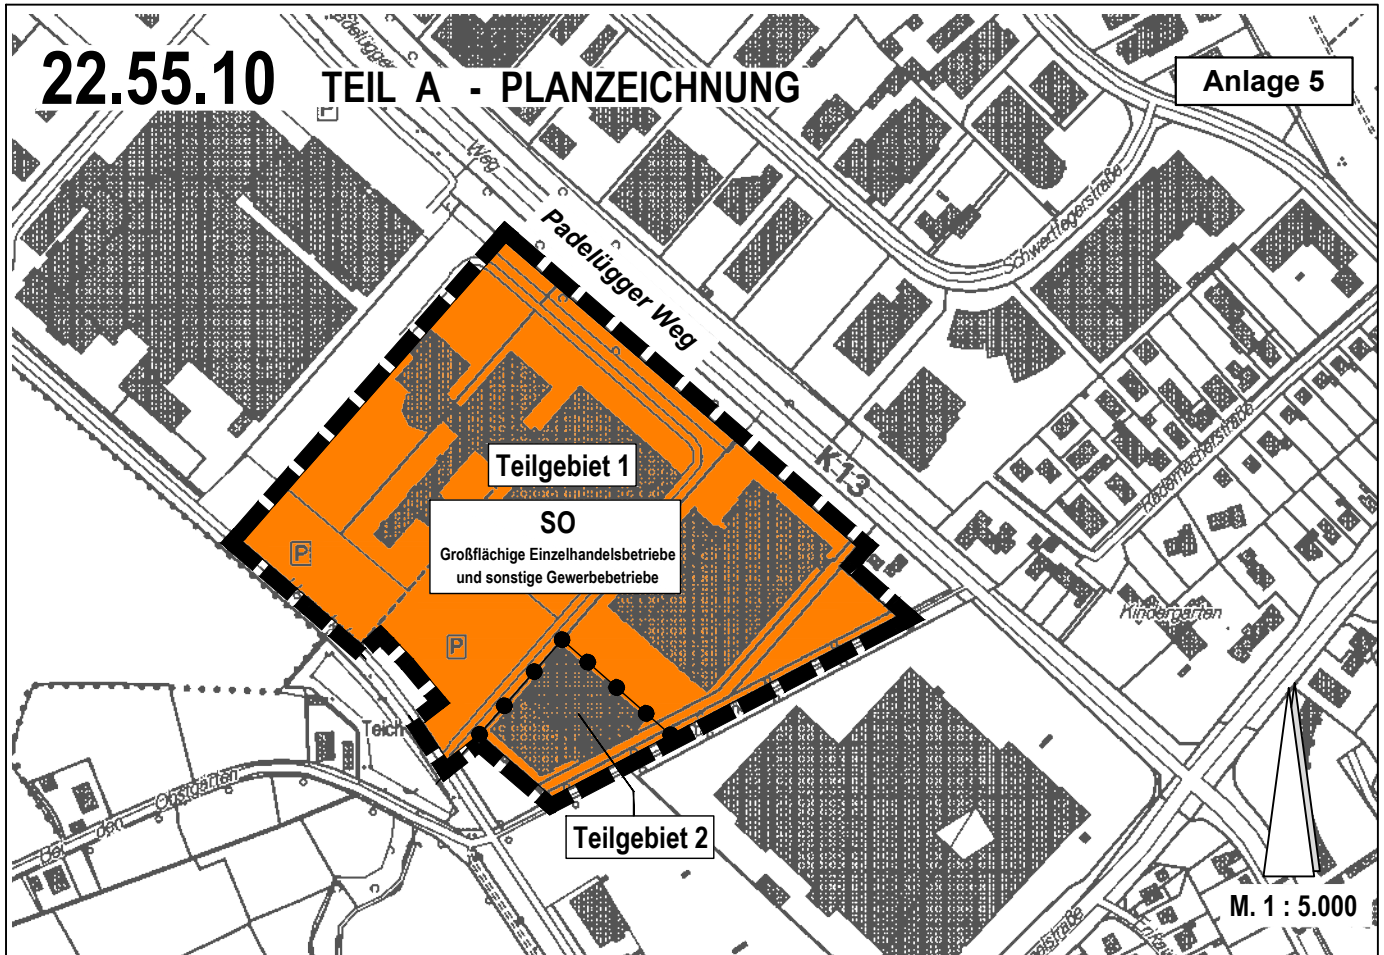 22.55.10 TEIL A - PLANZEICHNUNG
Anlage 5
P
Weg
Padelügger Weg
Schwertfegerstraße
K13
Rademacherstraße
Teilgebiet 1
SO
Großflächige Einzelhandelsbetriebe
und sonstige Gewerbebetriebe
P
P
Kindergarten
Teich
Bei den Obstgärten
Teilgebiet 2
M. 1 : 5.000